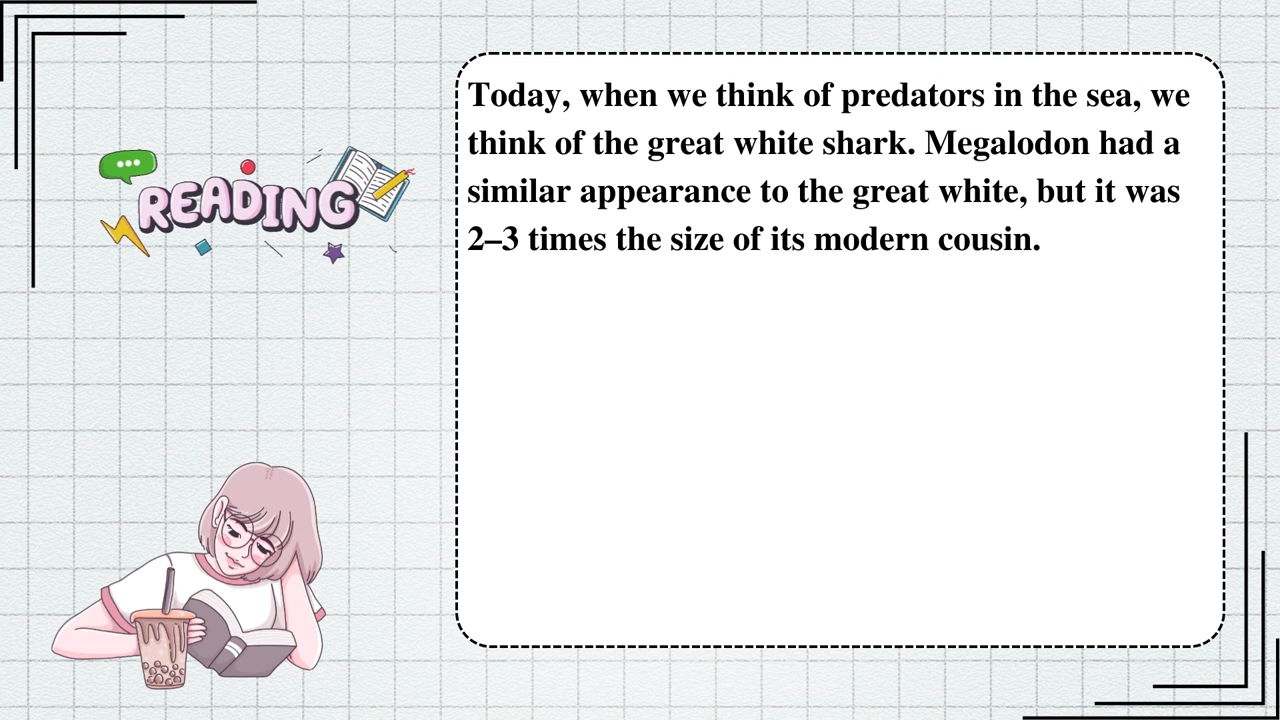 READING
Today, when we think of predators in the sea, we
think of the great white shark. Megalodon had a
similar appearance to the great white, but it was
2–3 times the size of its modern cousin.